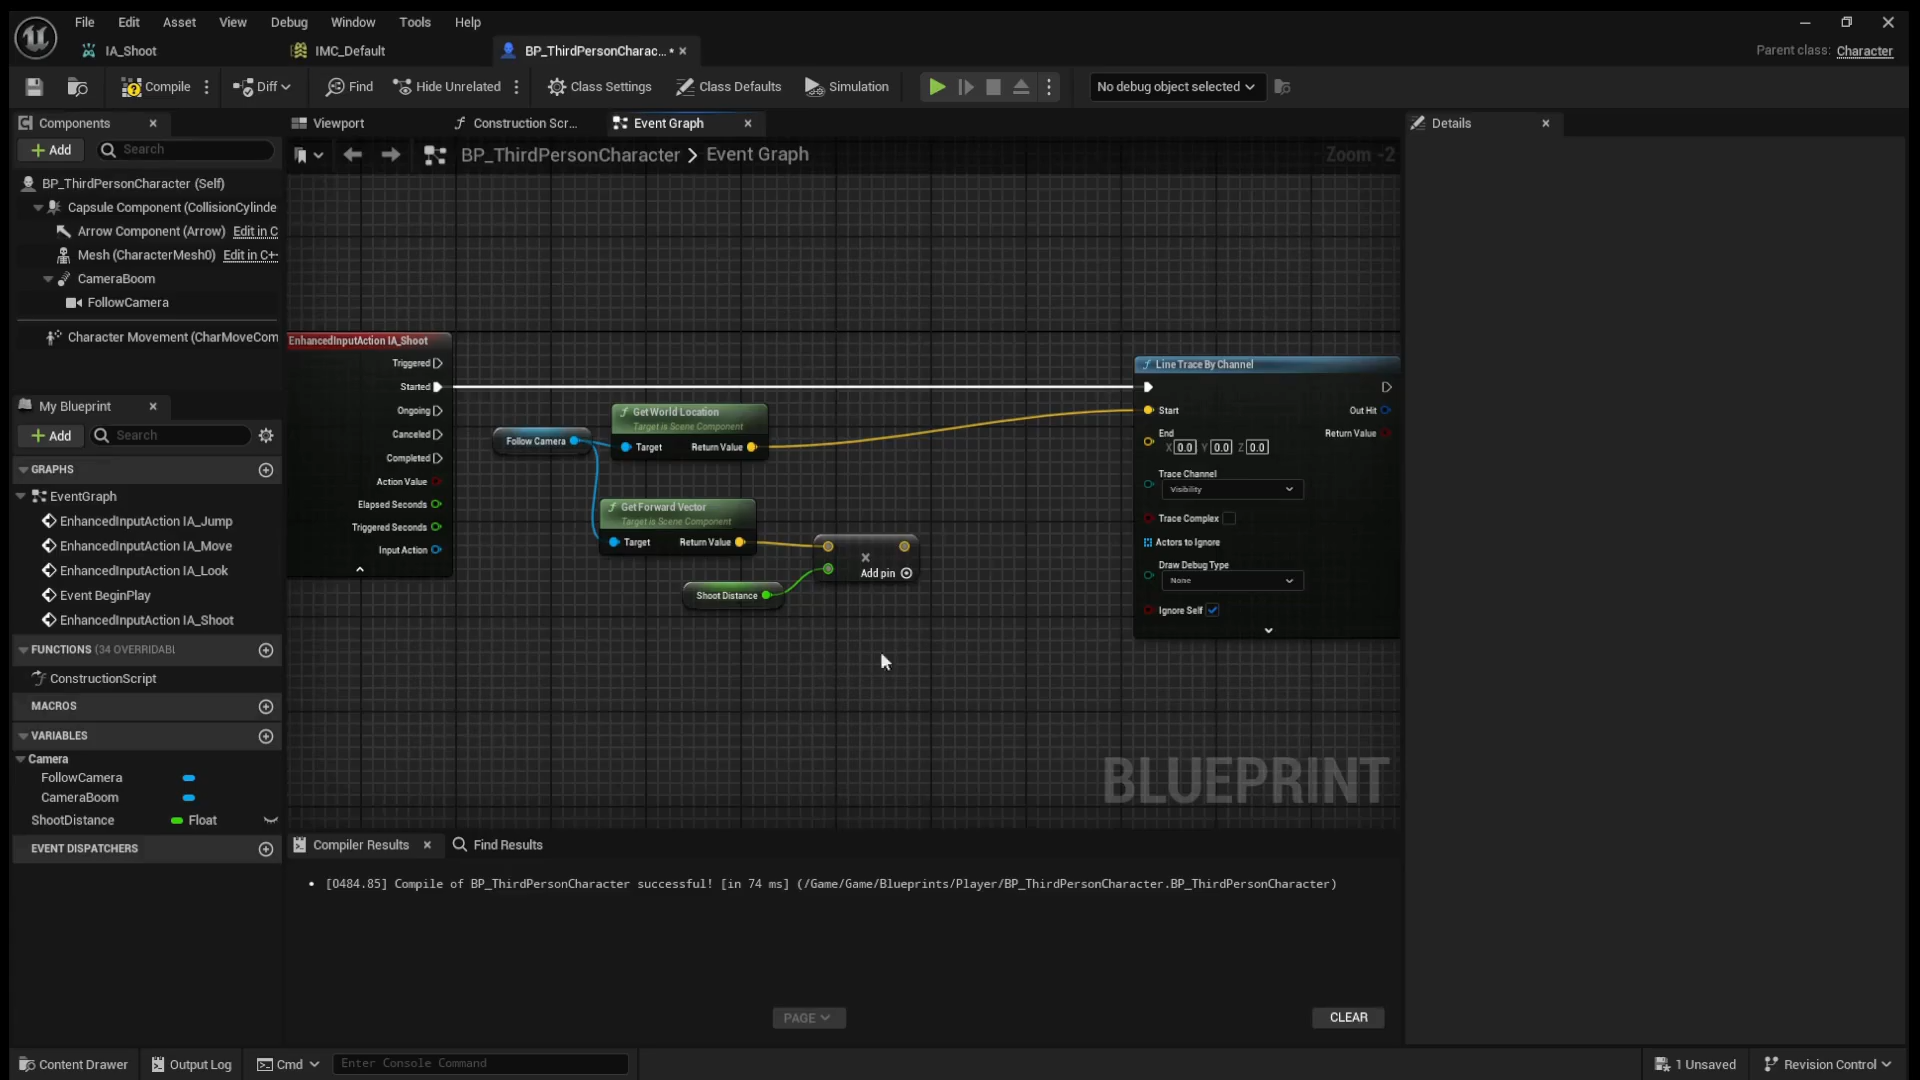 File Edit Asset View Debug Window Tools Help
IA_Shoot IMC_Default BP_ThirdPersonCharac...•
Parent class: Character
Compile Diff Find Hide Unrelated Class Settings Class Defaults Simulation No debug object selected
Components
Add Search
BP_ThirdPersonCharacter (Self)
Capsule Component (CollisionCylinde
Arrow Component (Arrow) Edit in C
Mesh (CharacterMesh0) Edit in C+
CameraBoom
FollowCamera
Character Movement (CharMoveCom
My Blueprint
Add Search
GRAPHS
EventGraph
EnhancedInputAction IA_Jump
EnhancedInputAction IA_Move
EnhancedInputAction IA_Look
Event BeginPlay
EnhancedInputAction IA_Shoot
FUNCTIONS (34 OVERRIDABL
ConstructionScript
MACROS
VARIABLES
Camera
FollowCamera
CameraBoom
ShootDistance Float
EVENT DISPATCHERS
Viewport Construction Scr... Event Graph
BP_ThirdPersonCharacter > Event Graph
Zoom -2
EnhancedInputAction IA_Shoot
Triggered
Started
Ongoing
Canceled
Completed
Action Value
Elapsed Seconds
Triggered Seconds
Input Action
Follow Camera
Get World Location
Target is Scene Component
Target Return Value
Get Forward Vector
Target is Scene Component
Target Return Value
Shoot Distance
Add pin
Line Trace By Channel
Start Out Hit
End Return Value
X 0.0 Y 0.0 Z 0.0
Trace Channel
Visibility
Trace Complex
Actors to Ignore
Draw Debug Type
None
Ignore Self
BLUEPRINT
Compiler Results Find Results
• [0484.85] Compile of BP_ThirdPersonCharacter successful! [in 74 ms] (/Game/Game/Blueprints/Player/BP_ThirdPersonCharacter.BP_ThirdPersonCharacter)
PAGE
CLEAR
Details
Content Drawer Output Log Cmd Enter Console Command 1 Unsaved Revision Control